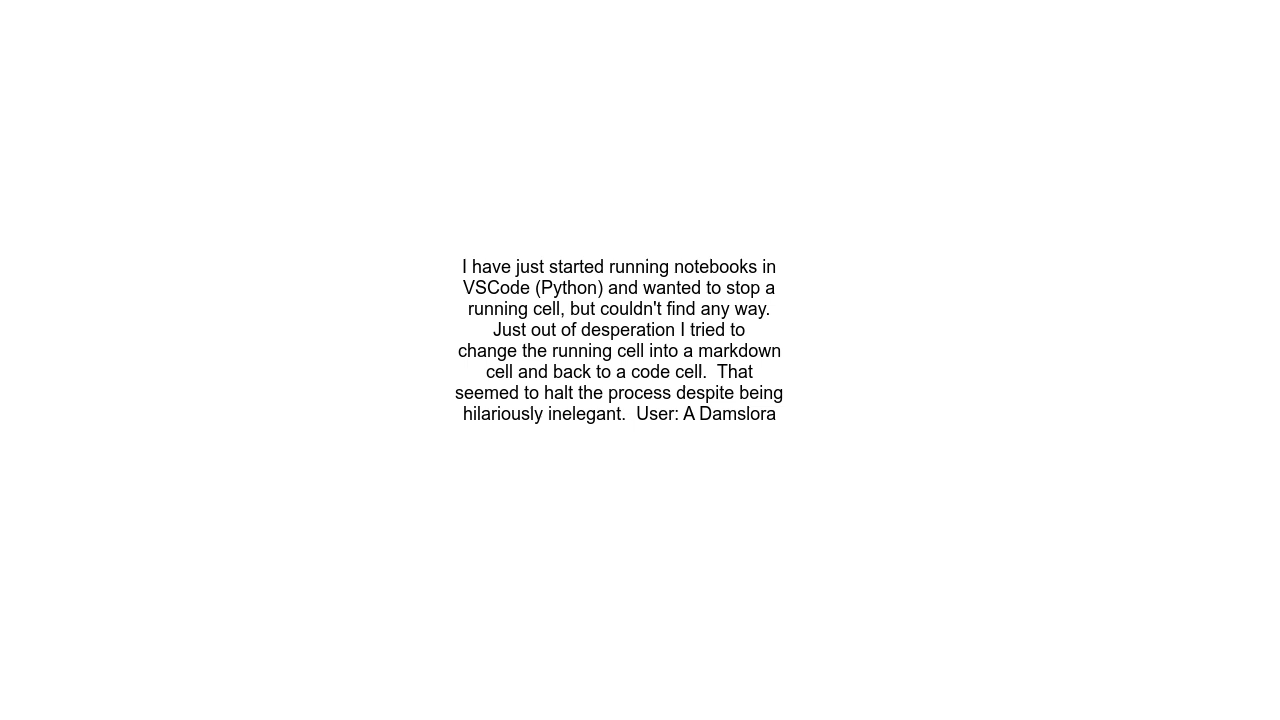 I have just started running notebooks in
VSCode (Python) and wanted to stop a
running cell, but couldn't find any way.
Just out of desperation I tried to
change the running cell into a markdown
cell and back to a code cell.  That
seemed to halt the process despite being
hilariously inelegant.  User: A Damslora